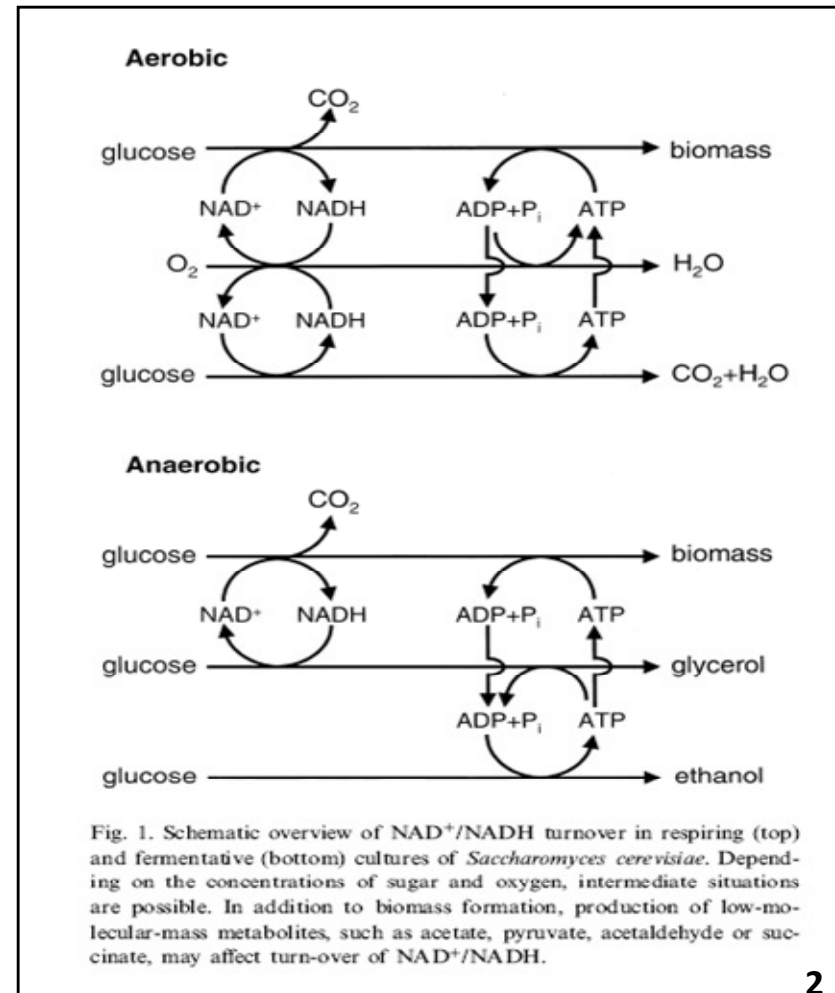 Aerobic
CO₂
glucose biomass
NAD⁺ NADH ADP+Pᵢ ATP
O₂ H₂O
NAD⁺ NADH ADP+Pᵢ ATP
glucose CO₂+H₂O
Anaerobic
CO₂
glucose biomass
NAD⁺ NADH ADP+Pᵢ ATP
glucose glycerol
ADP+Pᵢ ATP
glucose ethanol
Fig. 1. Schematic overview of NAD⁺/NADH turnover in respiring (top)
and fermentative (bottom) cultures of Saccharomyces cerevisiae. Depend-
ing on the concentrations of sugar and oxygen, intermediate situations
are possible. In addition to biomass formation, production of low-mo-
lecular-mass metabolites, such as acetate, pyruvate, acetaldehyde or suc-
cinate, may affect turn-over of NAD⁺/NADH.
2